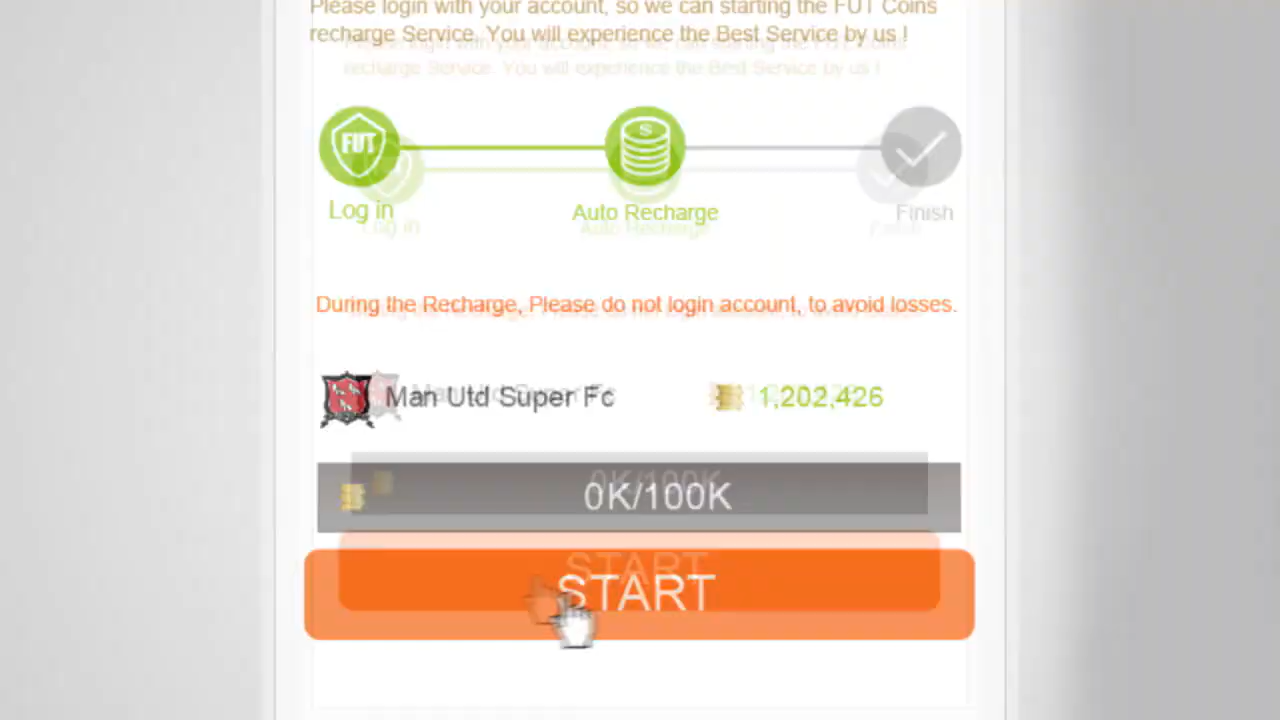 Please login with your account, so we can starting the FUT Coins
recharge Service. You will experience the Best Service by us !
FUT
$
Log in
Auto Recharge
Finish
During the Recharge, Please do not login account, to avoid losses.
Man Utd Super Fc
1,202,426
0K/100K
START